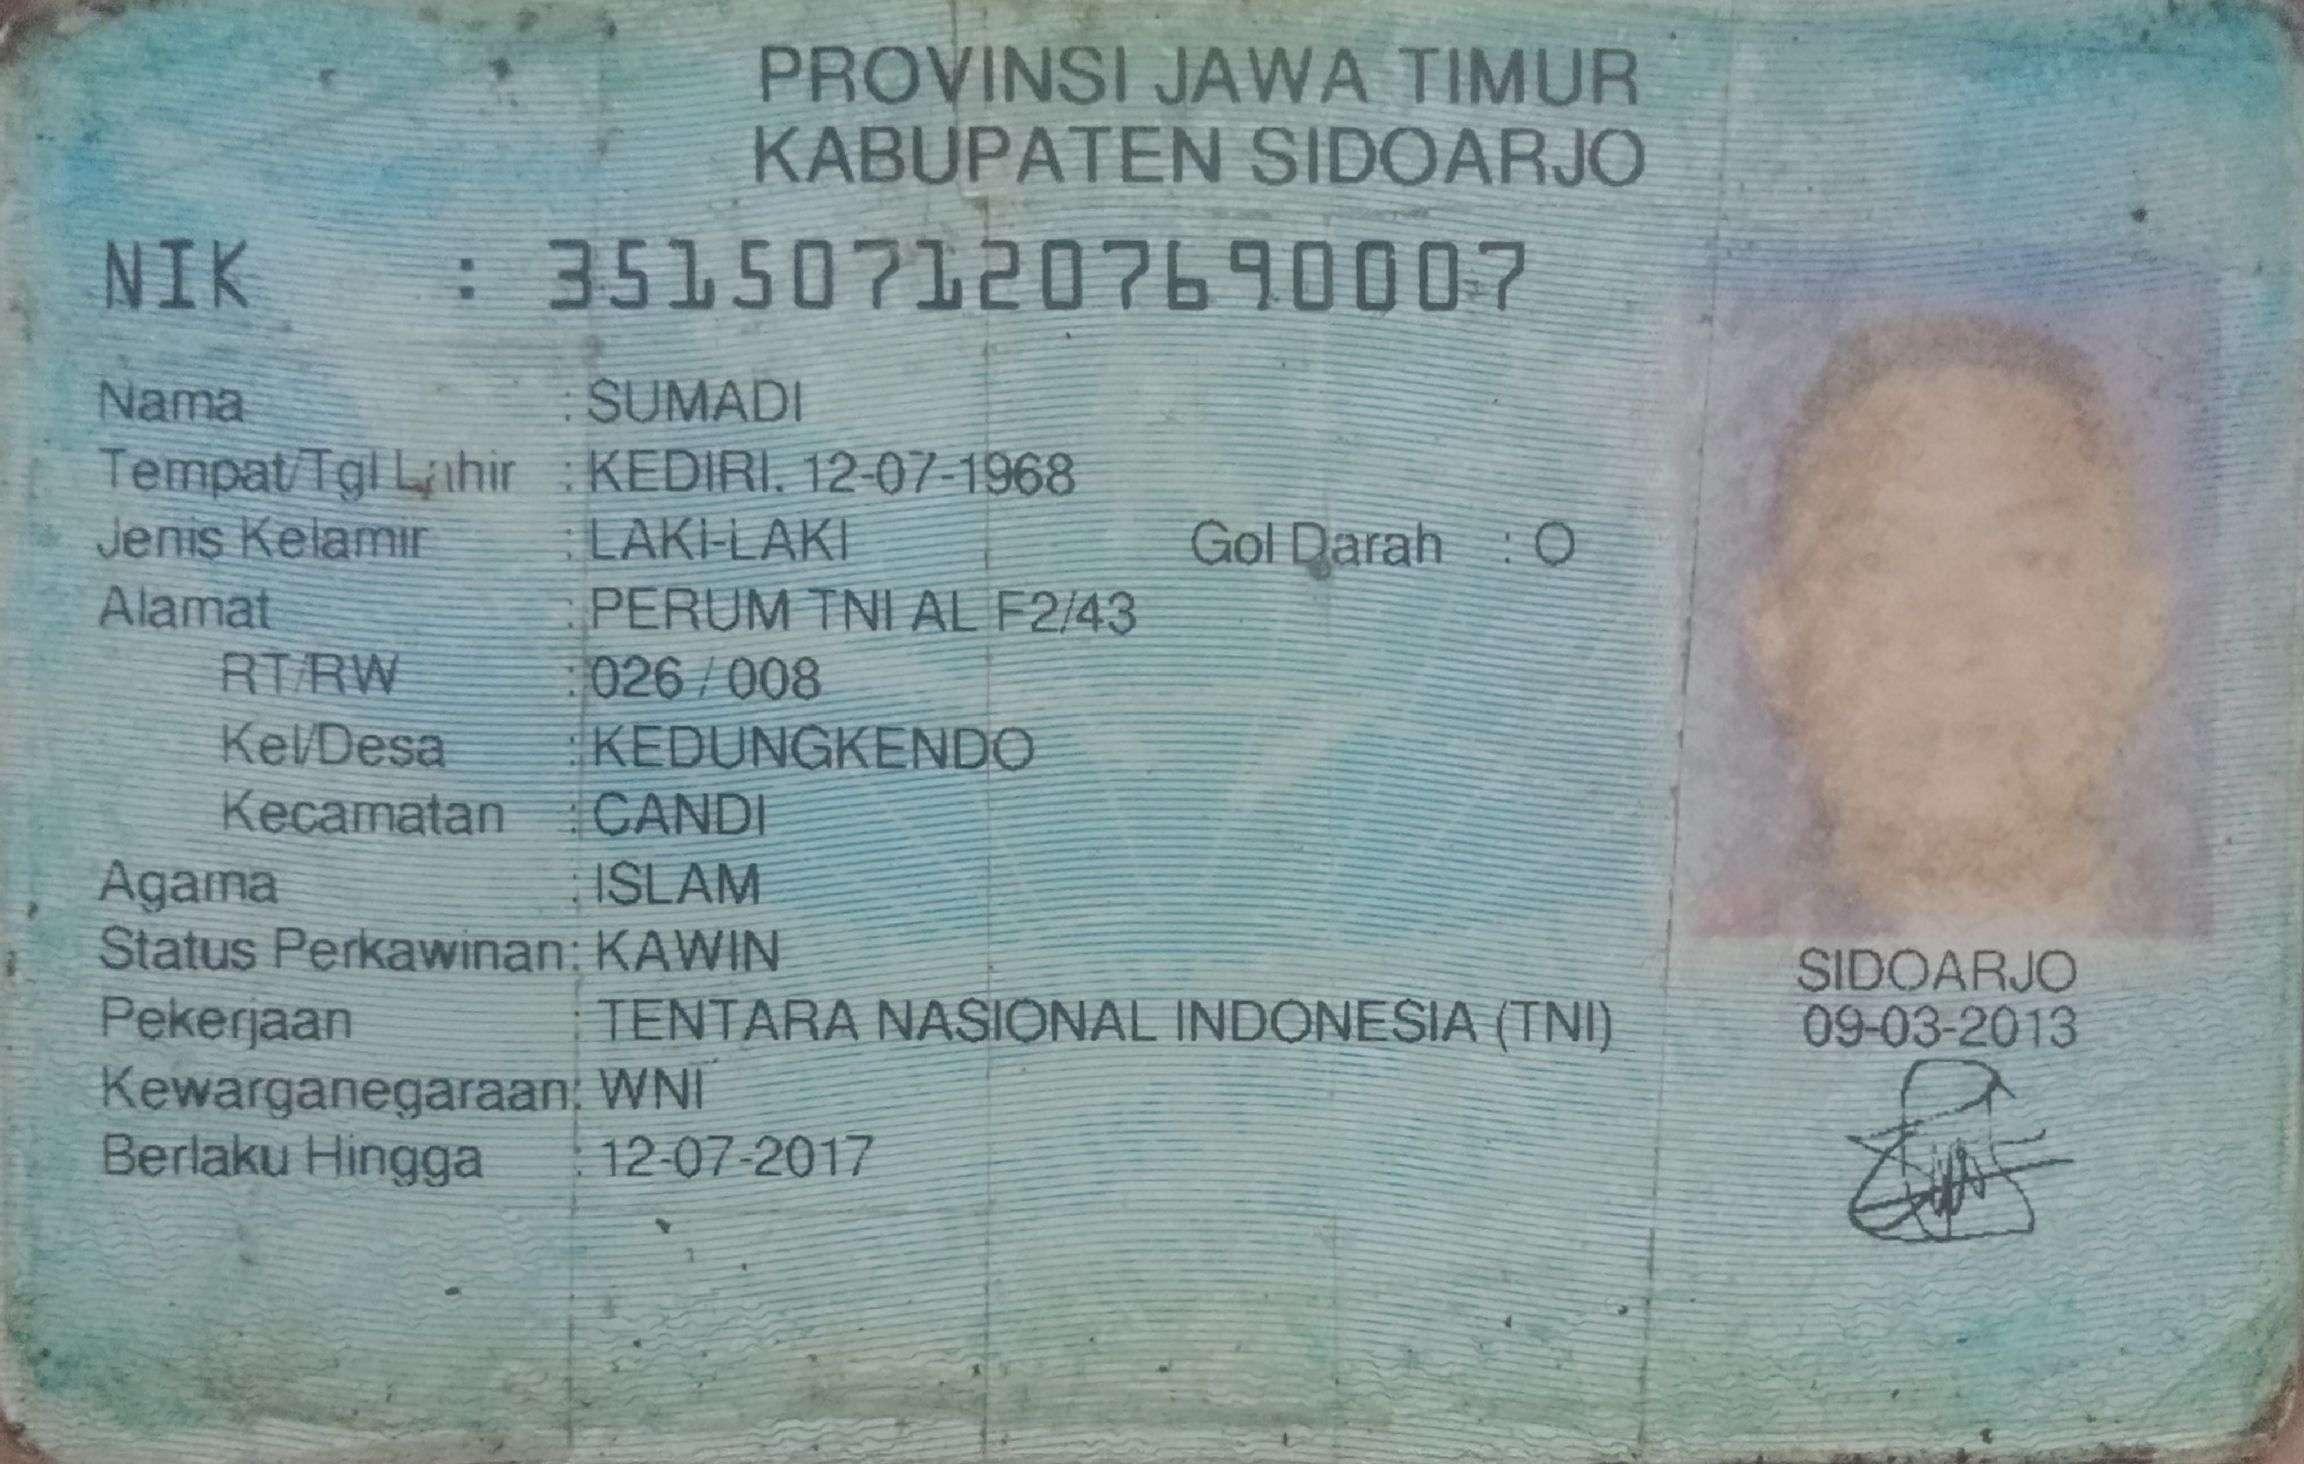 PROVINSI JAWA TIMUR
KABUPATEN SIDOARJO
NIK : 3515071207690007
Nama : SUMADI
Tempat/Tgl Lahir : KEDIRI. 12-07-1968
Jenis Kelamin : LAKI-LAKI Gol Darah : O
Alamat : PERUM TNI AL F2/43
RT/RW : 026 / 008
Kel/Desa : KEDUNGKENDO
Kecamatan : CANDI
Agama : ISLAM
Status Perkawinan : KAWIN
Pekerjaan : TENTARA NASIONAL INDONESIA (TNI)
Kewarganegaraan : WNI
Berlaku Hingga : 12-07-2017
SIDOARJO
09-03-2013